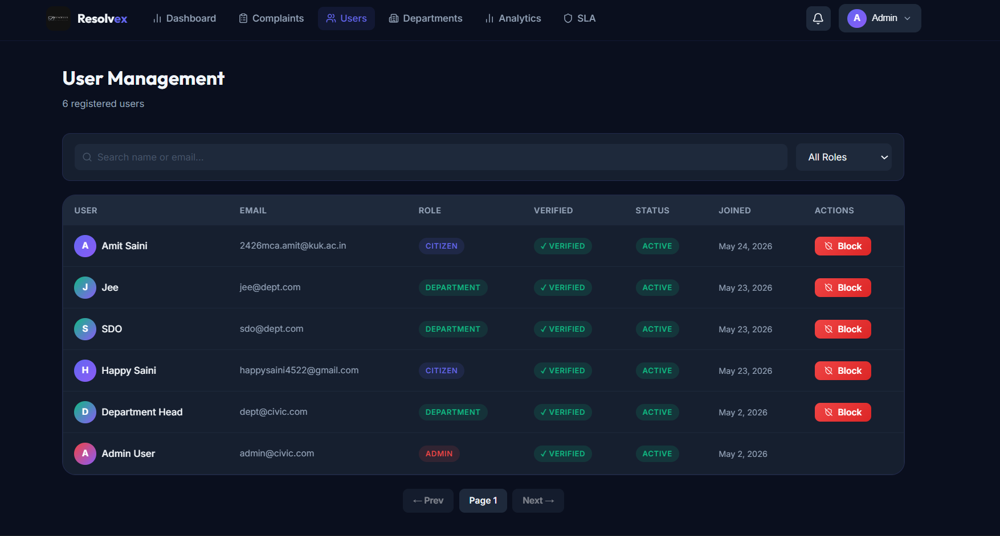 Resolvex Dashboard Complaints Users Departments Analytics SLA A Admin
User Management
6 registered users
Search name or email... All Roles
USER EMAIL ROLE VERIFIED STATUS JOINED ACTIONS
A Amit Saini 2426mca.amit@kuk.ac.in CITIZEN ✓ VERIFIED ACTIVE May 24, 2026 Block
J Jee jee@dept.com DEPARTMENT ✓ VERIFIED ACTIVE May 23, 2026 Block
S SDO sdo@dept.com DEPARTMENT ✓ VERIFIED ACTIVE May 23, 2026 Block
H Happy Saini happysaini4522@gmail.com CITIZEN ✓ VERIFIED ACTIVE May 23, 2026 Block
D Department Head dept@civic.com DEPARTMENT ✓ VERIFIED ACTIVE May 2, 2026 Block
A Admin User admin@civic.com ADMIN ✓ VERIFIED ACTIVE May 2, 2026
← Prev Page 1 Next →